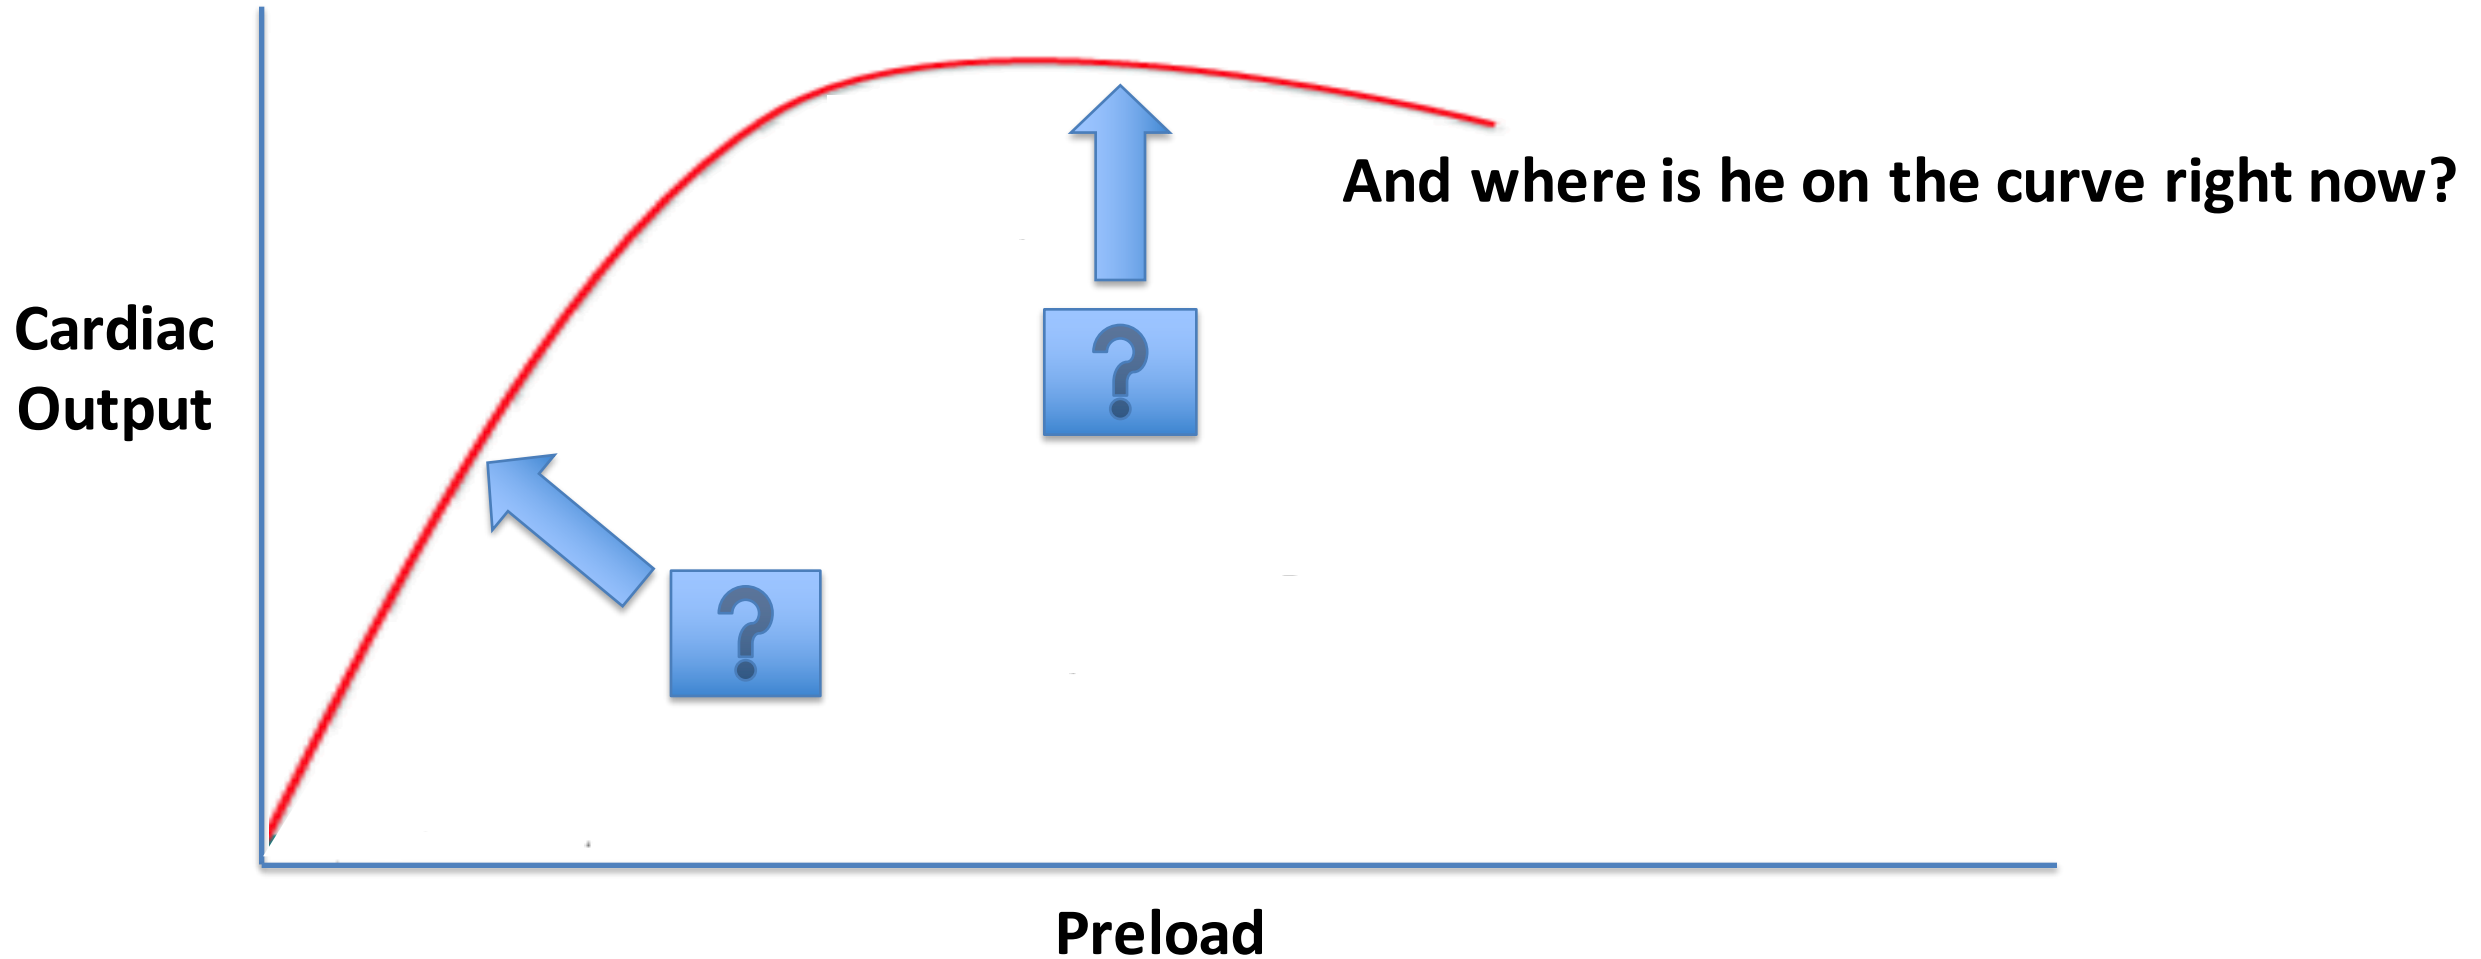 And where is he on the curve right now?
Cardiac
Output
?
?
Preload